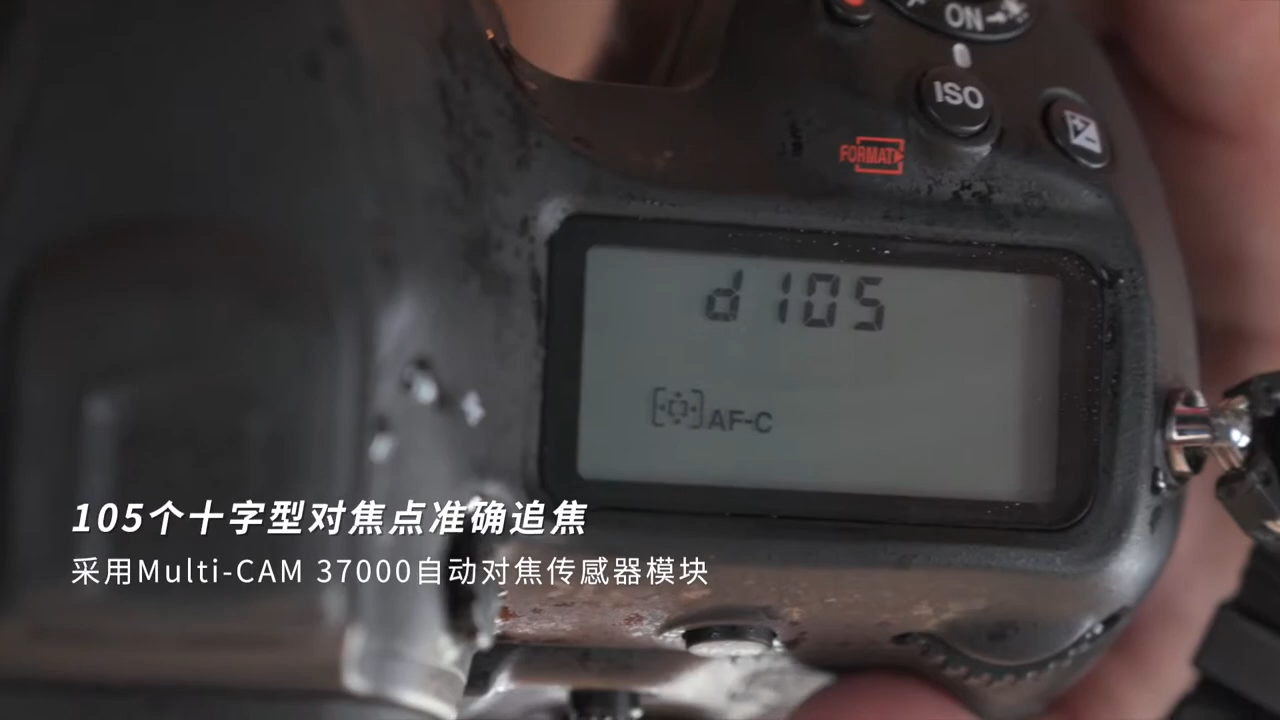 ON
ISO
FORMAT
d105
AF-C
105个十字型对焦点准确追焦
采用Multi-CAM 37000自动对焦传感器模块